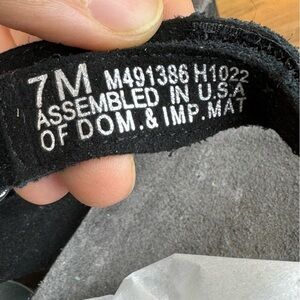 7M M491386 H1022
ASSEMBLED IN U.S.A
OF DOM. & IMP. MAT